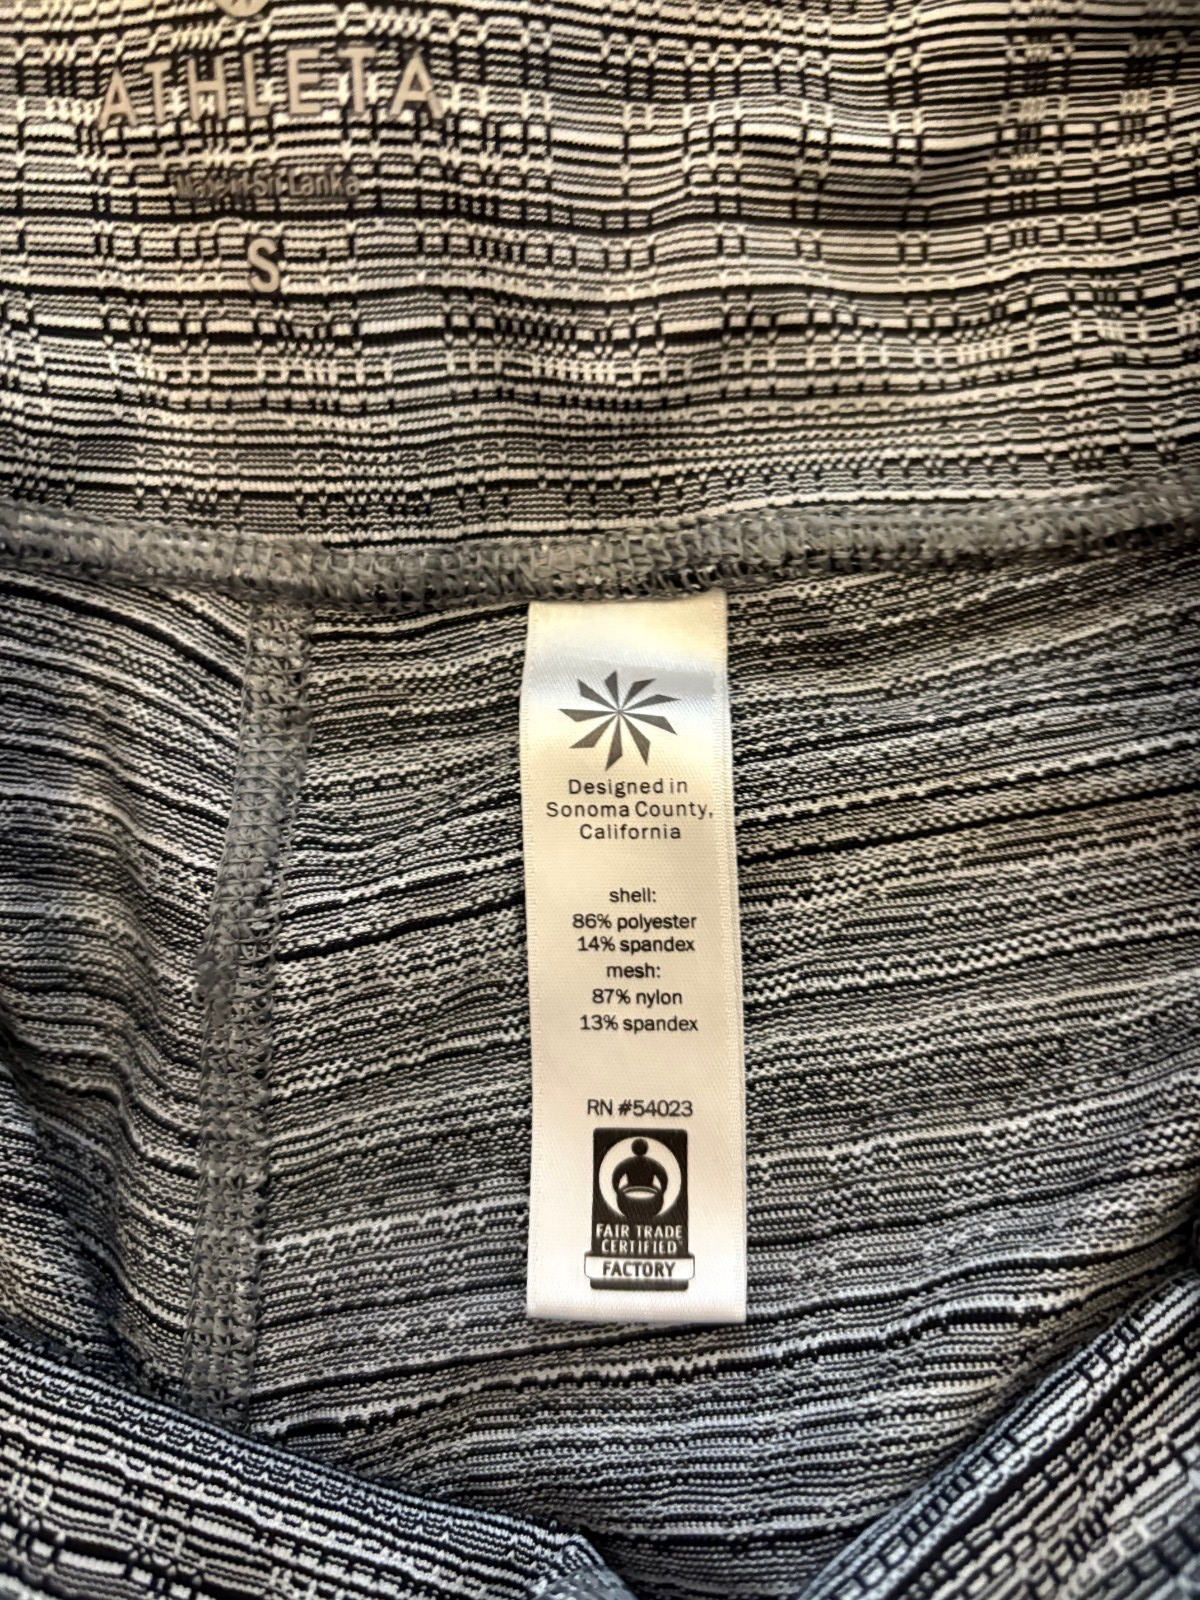 ATHLETA
Made in Sri Lanka
S
Designed in
Sonoma County,
California
shell:
86% polyester
14% spandex
mesh:
87% nylon
13% spandex
RN #54023
FAIR TRADE
CERTIFIED
FACTORY